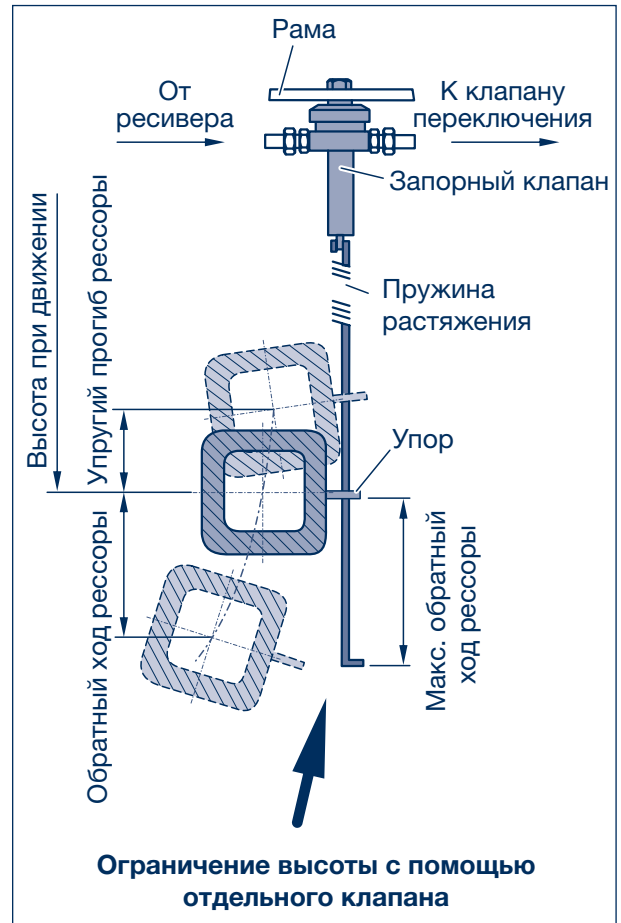 Рама
От
ресивера
К клапану
переключения
Запорный клапан
Пружина
растяжения
Высота при движении
Упругий прогиб рессоры
Упор
Обратный ход рессоры
Макс. обратный
ход рессоры
Ограничение высоты с помощью
отдельного клапана